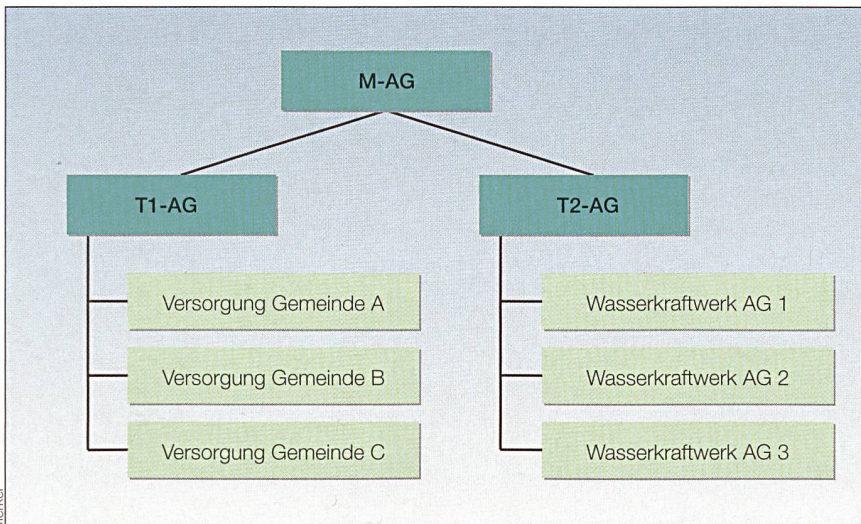 M-AG
T1-AG
T2-AG
Versorgung Gemeinde A
Versorgung Gemeinde B
Versorgung Gemeinde C
Wasserkraftwerk AG 1
Wasserkraftwerk AG 2
Wasserkraftwerk AG 3